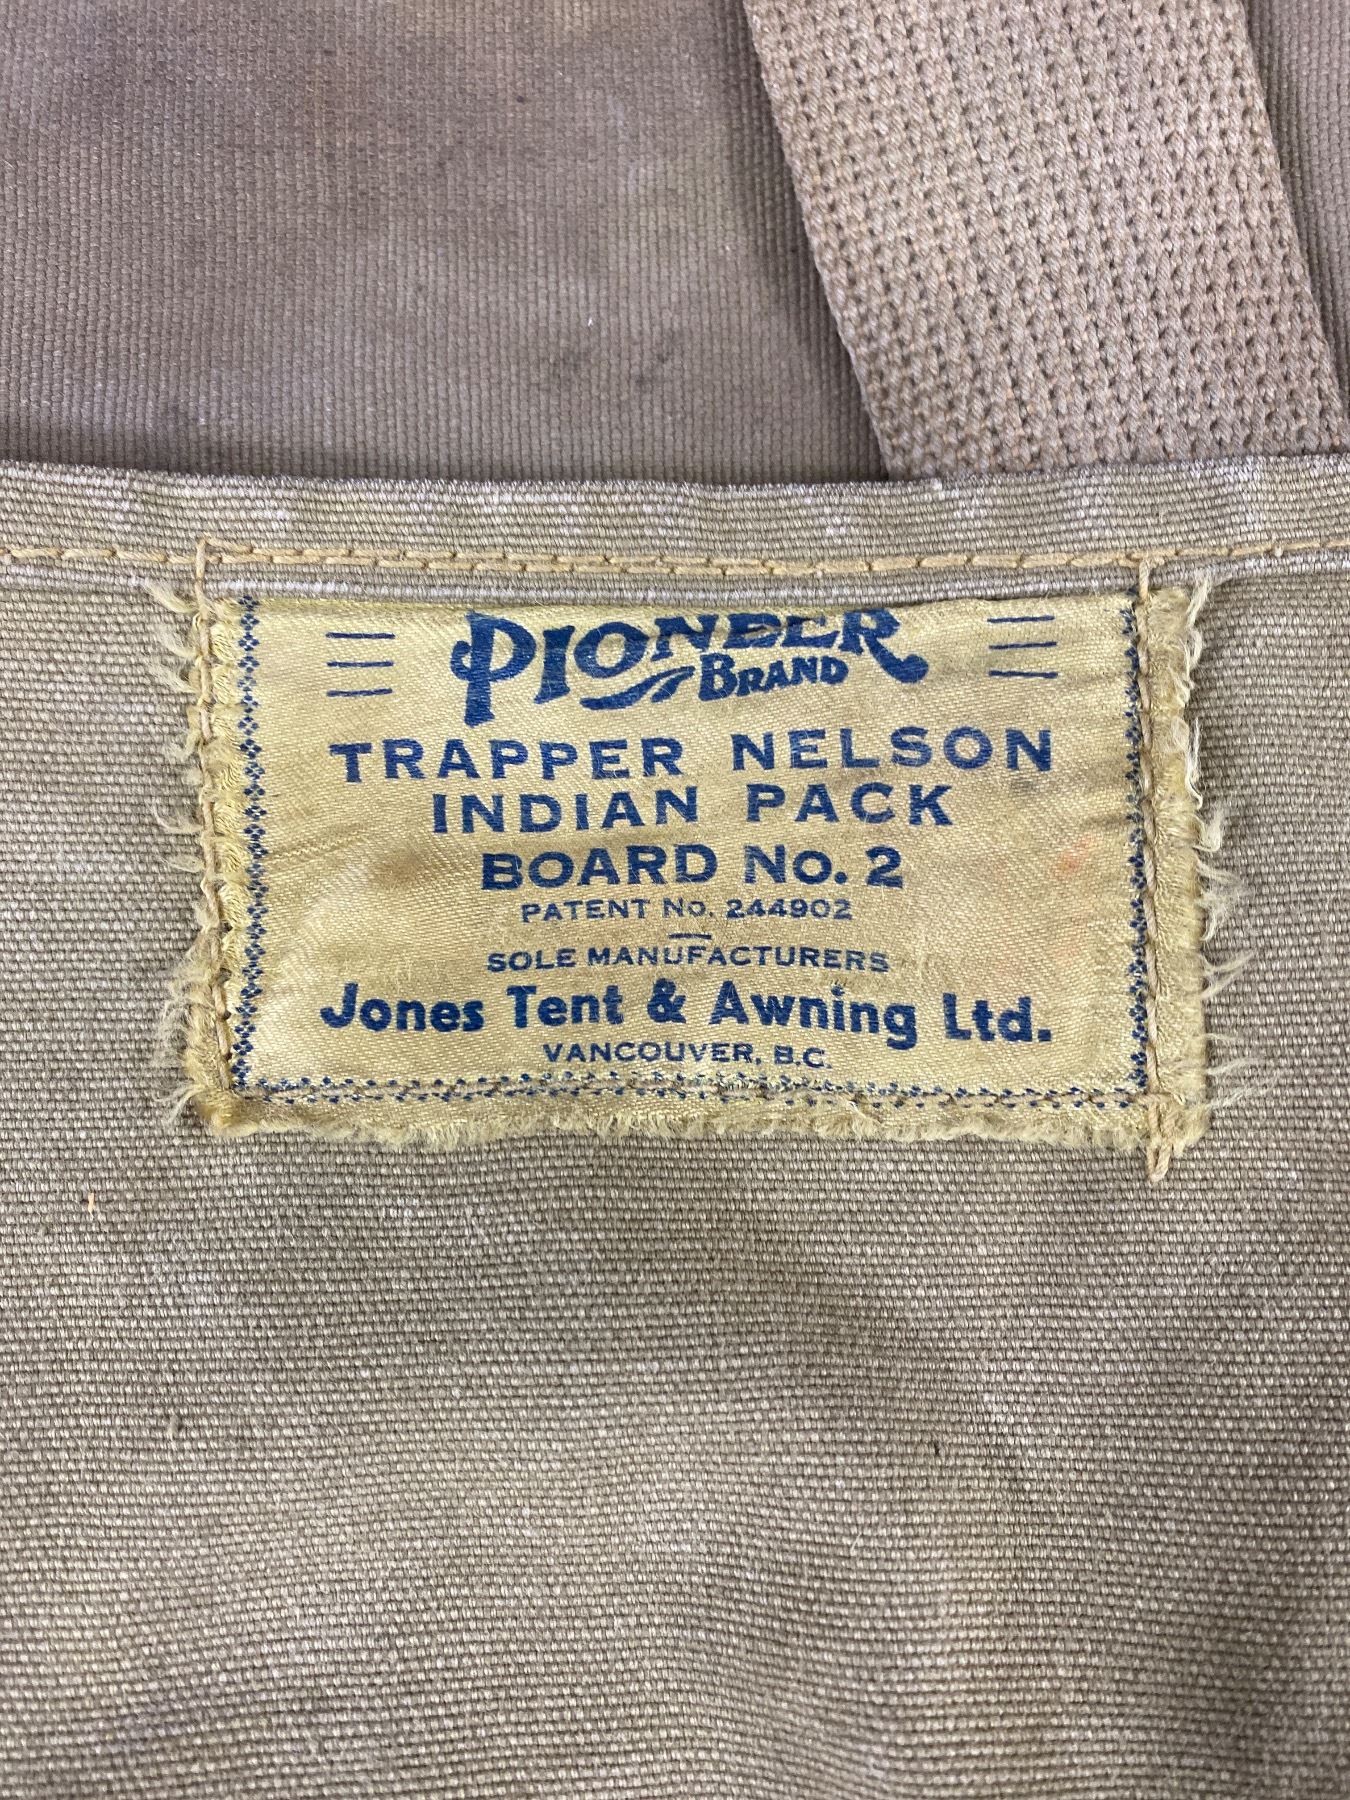 PIONEER
BRAND
TRAPPER NELSON
INDIAN PACK
BOARD No. 2
PATENT No. 244902
SOLE MANUFACTURERS
Jones Tent & Awning Ltd.
VANCOUVER, B.C.